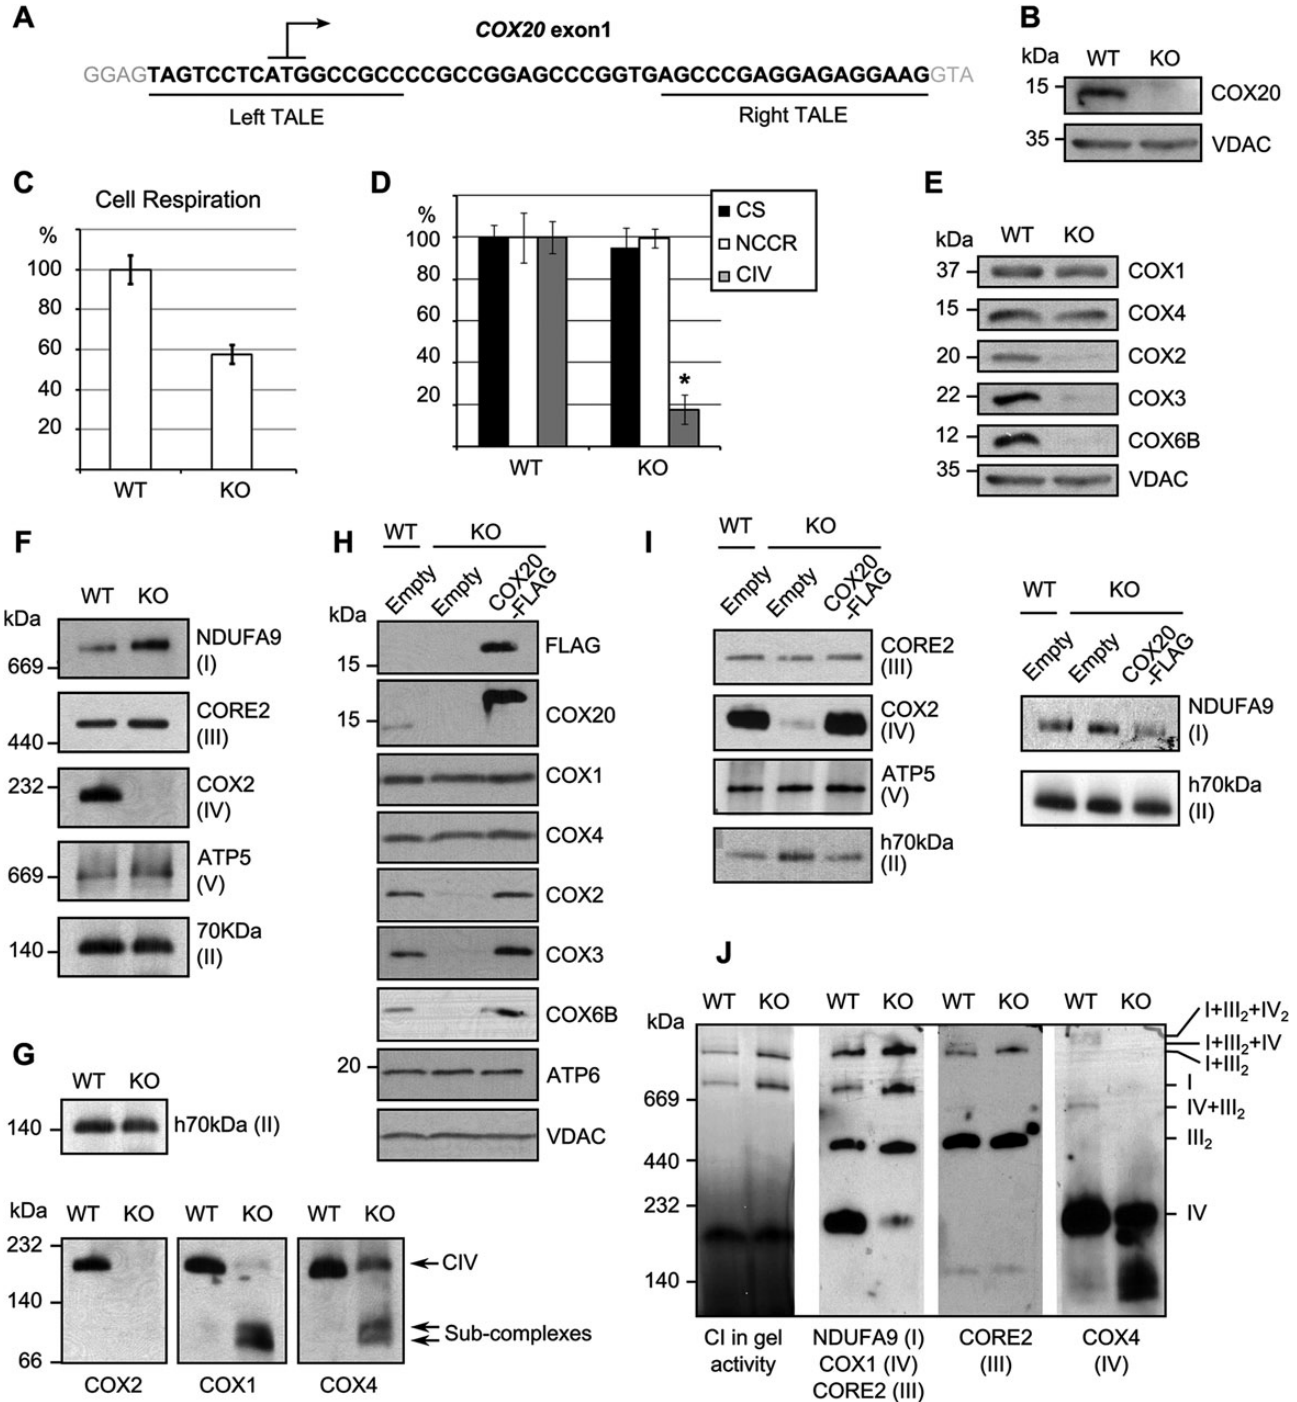 A
COX20 exon1
GGAGTAGTCCTCATGGCCGCCCCCGCCGGAGCCCGGTGAGCCCGAGGAGAGGAAGGTA
Left TALE
Right TALE
B
kDa
WT KO
15
COX20
35
VDAC
C
Cell Respiration
%
100
80
60
40
20
WT KO
D
%
100
80
60
40
20
CS
NCCR
CIV
*
WT KO
E
kDa
WT KO
37
COX1
15
COX4
20
COX2
22
COX3
12
COX6B
35
VDAC
F
WT KO
kDa
669
NDUFA9
(I)
440
CORE2
(III)
232
COX2
(IV)
669
ATP5
(V)
140
70KDa
(II)
G
WT KO
140
h70kDa (II)
kDa
WT KO WT KO WT KO
232
140
66
CIV
Sub-complexes
COX2 COX1 COX4
H
WT KO
Empty Empty COX20
-FLAG
kDa
15
FLAG
15
COX20
COX1
COX4
COX2
COX3
COX6B
20
ATP6
VDAC
I
WT KO
Empty Empty COX20
-FLAG
CORE2
(III)
COX2
(IV)
ATP5
(V)
h70kDa
(II)
WT KO
Empty Empty COX20
-FLAG
NDUFA9
(I)
h70kDa
(II)
J
WT KO WT KO WT KO WT KO
kDa
669
440
232
140
I+III2+IV2
I+III2+IV
I+III2
I
IV+III2
III2
IV
CI in gel
activity
NDUFA9 (I)
COX1 (IV)
CORE2 (III)
CORE2
(III)
COX4
(IV)